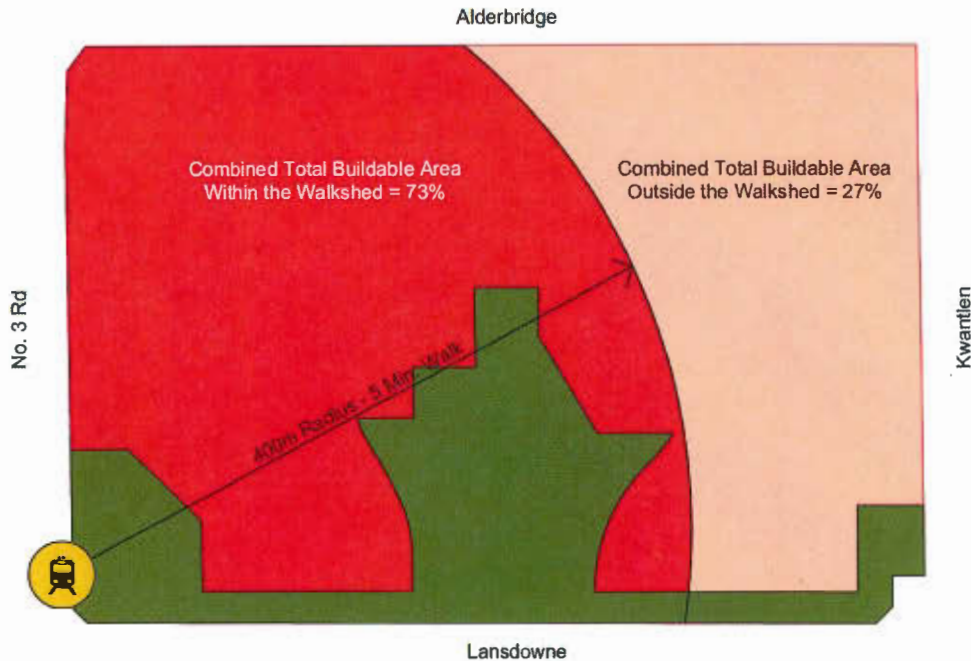 Alderbridge
Combined Total Buildable Area
Within the Walkshed = 73%
Combined Total Buildable Area
Outside the Walkshed = 27%
No. 3 Rd
400m Radius - 5 Min. Walk
Kwantlen
Lansdowne